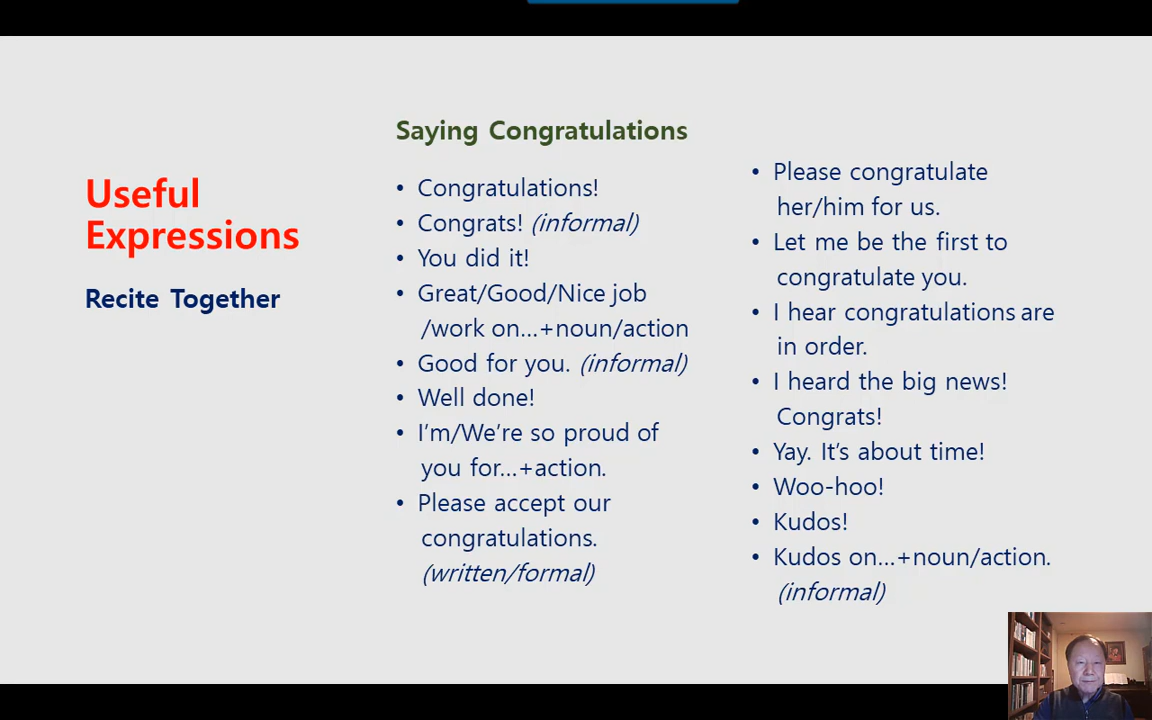 Useful
Expressions
Recite Together
Saying Congratulations
• Congratulations!
• Congrats! (informal)
• You did it!
• Great/Good/Nice job
/work on...+noun/action
• Good for you. (informal)
• Well done!
• I'm/We're so proud of
you for...+action.
• Please accept our
congratulations.
(written/formal)
• Please congratulate
her/him for us.
• Let me be the first to
congratulate you.
• I hear congratulations are
in order.
• I heard the big news!
Congrats!
• Yay. It's about time!
• Woo-hoo!
• Kudos!
• Kudos on...+noun/action.
(informal)